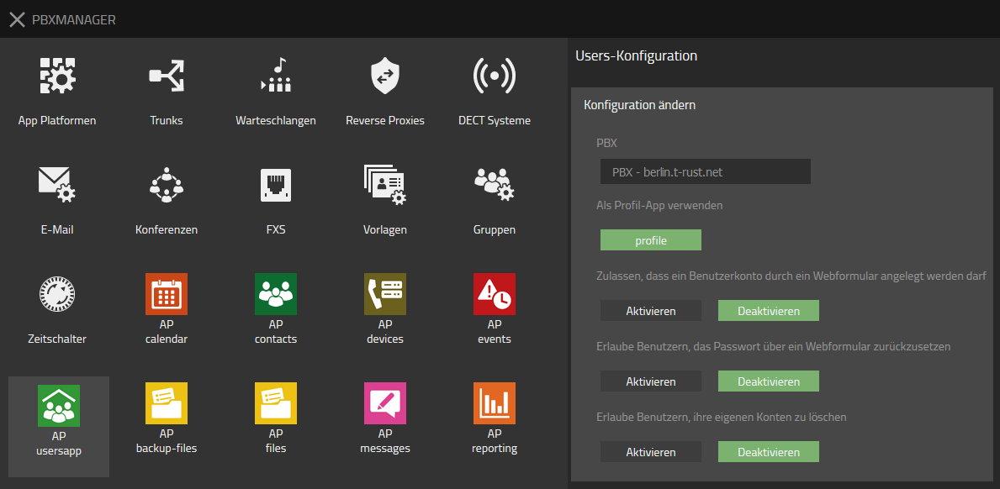 PBXMANAGER
App Platformen
Trunks
Warteschlangen
Reverse Proxies
DECT Systeme
E-Mail
Konferenzen
FXS
Vorlagen
Gruppen
Zeitschalter
AP
calendar
AP
contacts
AP
devices
AP
events
AP
usersapp
AP
backup-files
AP
files
AP
messages
AP
reporting
Users-Konfiguration
Konfiguration ändern
PBX
PBX - berlin.t-rust.net
Als Profil-App verwenden
profile
Zulassen, dass ein Benutzerkonto durch ein Webformular angelegt werden darf
Aktivieren
Deaktivieren
Erlaube Benutzern, das Passwort über ein Webformular zurückzusetzen
Aktivieren
Deaktivieren
Erlaube Benutzern, ihre eigenen Konten zu löschen
Aktivieren
Deaktivieren